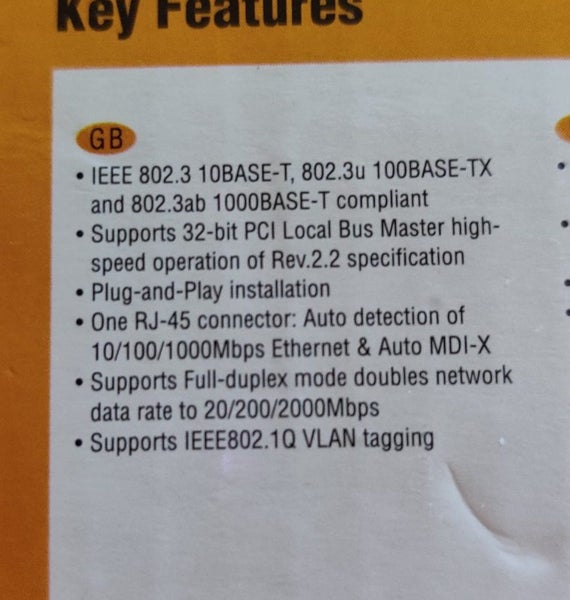 Key Features
GB
• IEEE 802.3 10BASE-T, 802.3u 100BASE-TX
and 802.3ab 1000BASE-T compliant
• Supports 32-bit PCI Local Bus Master high-
speed operation of Rev.2.2 specification
• Plug-and-Play installation
• One RJ-45 connector: Auto detection of
10/100/1000Mbps Ethernet & Auto MDI-X
• Supports Full-duplex mode doubles network
data rate to 20/200/2000Mbps
• Supports IEEE802.1Q VLAN tagging